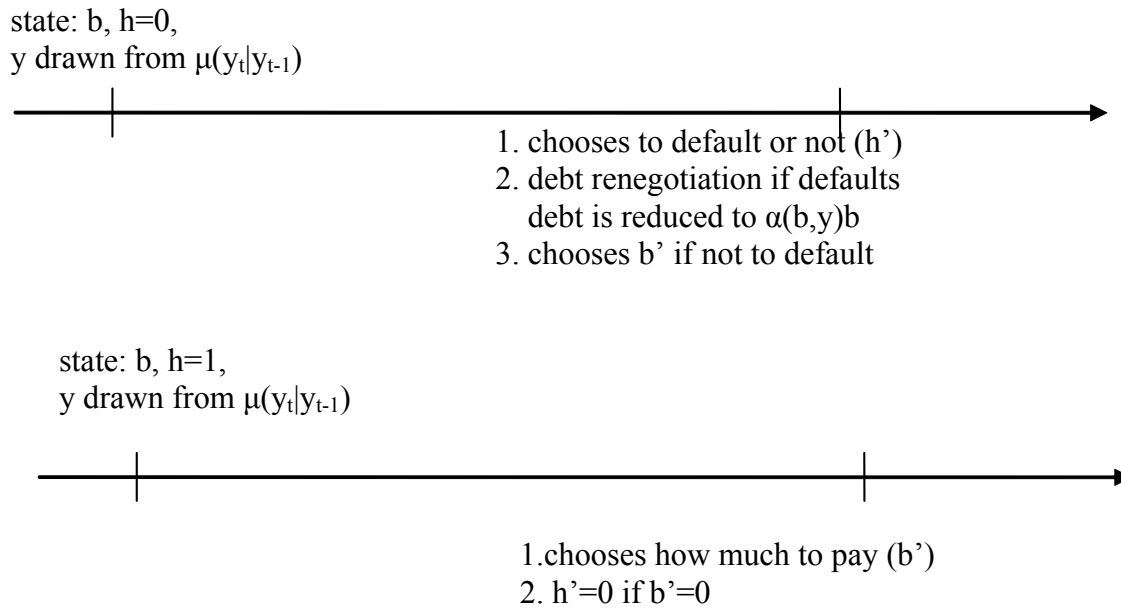 state: b, h=0,
y drawn from μ(yt|yt-1)
1. chooses to default or not (h’)
2. debt renegotiation if defaults
debt is reduced to α(b,y)b
3. chooses b’ if not to default
state: b, h=1,
y drawn from μ(yt|yt-1)
1.chooses how much to pay (b’)
2. h’=0 if b’=0